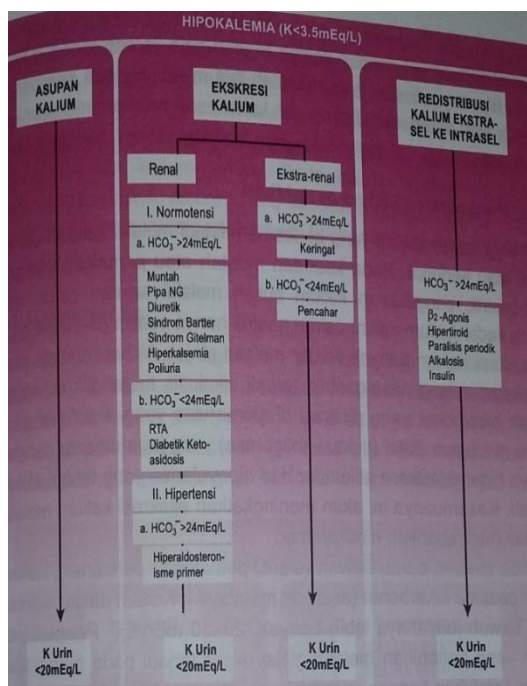 HIPOKALEMIA (K<3.5mEq/L)
ASUPAN
KALIUM
K Urin
<20mEq/L
EKSKRESI
KALIUM
Renal
I. Normotensi
a. HCO₃⁻>24mEq/L
Muntah
Pipa NG
Diuretik
Sindrom Bartter
Sindrom Gitelman
Hiperkalsemia
Poliuria
b. HCO₃⁻<24mEq/L
RTA
Diabetik Keto-
asidosis
II. Hipertensi
a. HCO₃⁻>24mEq/L
Hiperaldosteron-
isme primer
K Urin
<20mEq/L
Ekstra-renal
a. HCO₃⁻>24mEq/L
Keringat
b. HCO₃⁻<24mEq/L
Pencahar
K Urin
<20mEq/L
REDISTRIBUSI
KALIUM EKSTRA-
SEL KE INTRASEL
HCO₃⁻>24mEq/L
β₂-Agonis
Hipertiroid
Paralisis periodik
Alkalosis
Insulin
K Urin
<20mEq/L